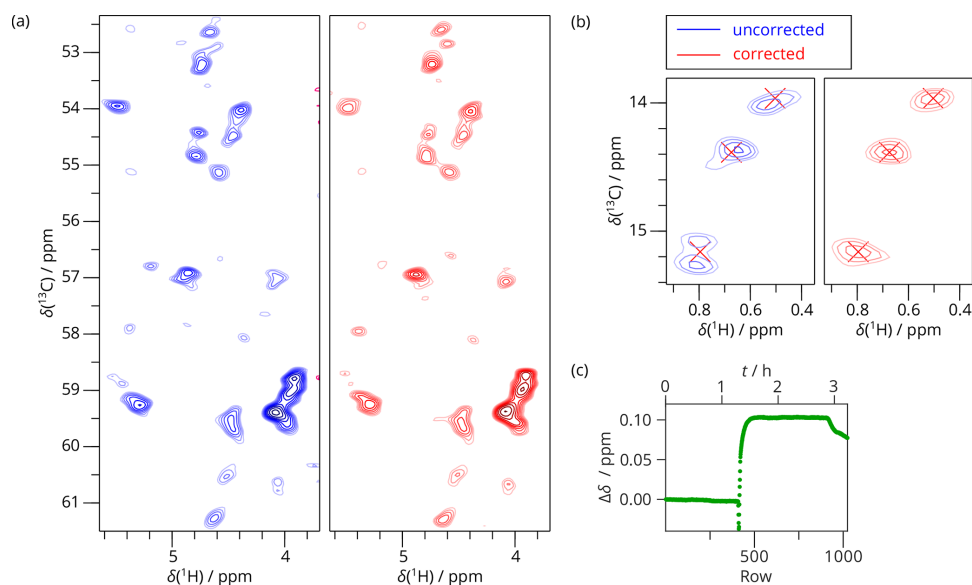 (a)
53
54
55
56
57
58
59
60
61
δ(¹³C) / ppm
5
4
δ(¹H) / ppm
5
4
δ(¹H) / ppm
(b)
uncorrected
corrected
14
15
δ(¹³C) / ppm
0.8
0.6
0.4
δ(¹H) / ppm
0.8
0.6
0.4
δ(¹H) / ppm
(c)
0
1
t / h
3
0.10
0.05
0.00
Δδ / ppm
500
1000
Row